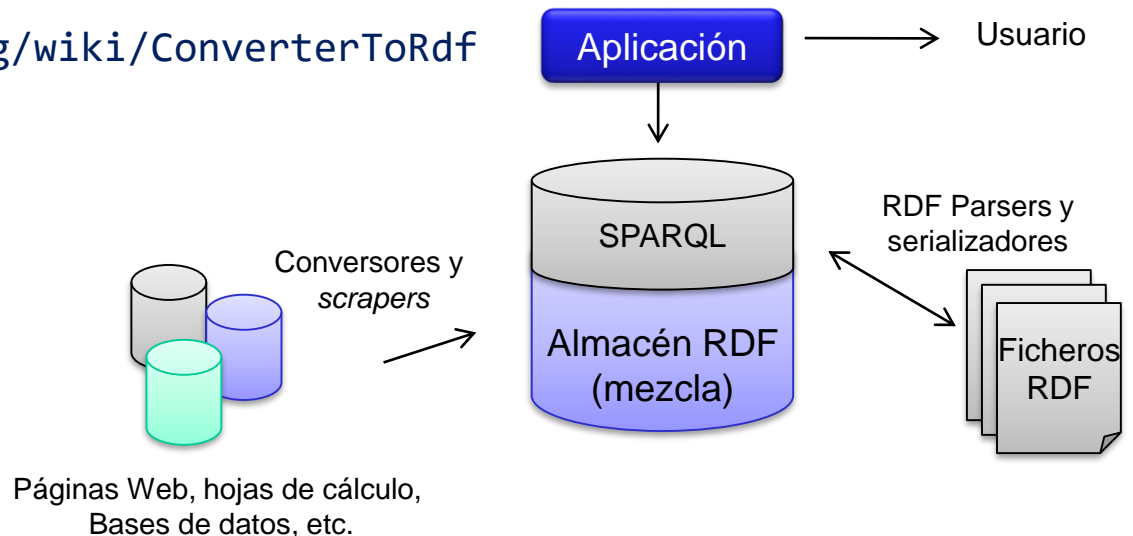 g/wiki/ConverterToRdf
Aplicación
Usuario
SPARQL
RDF Parsers y
serializadores
Conversores y
scrapers
Almacén RDF
(mezcla)
Ficheros
RDF
Páginas Web, hojas de cálculo,
Bases de datos, etc.